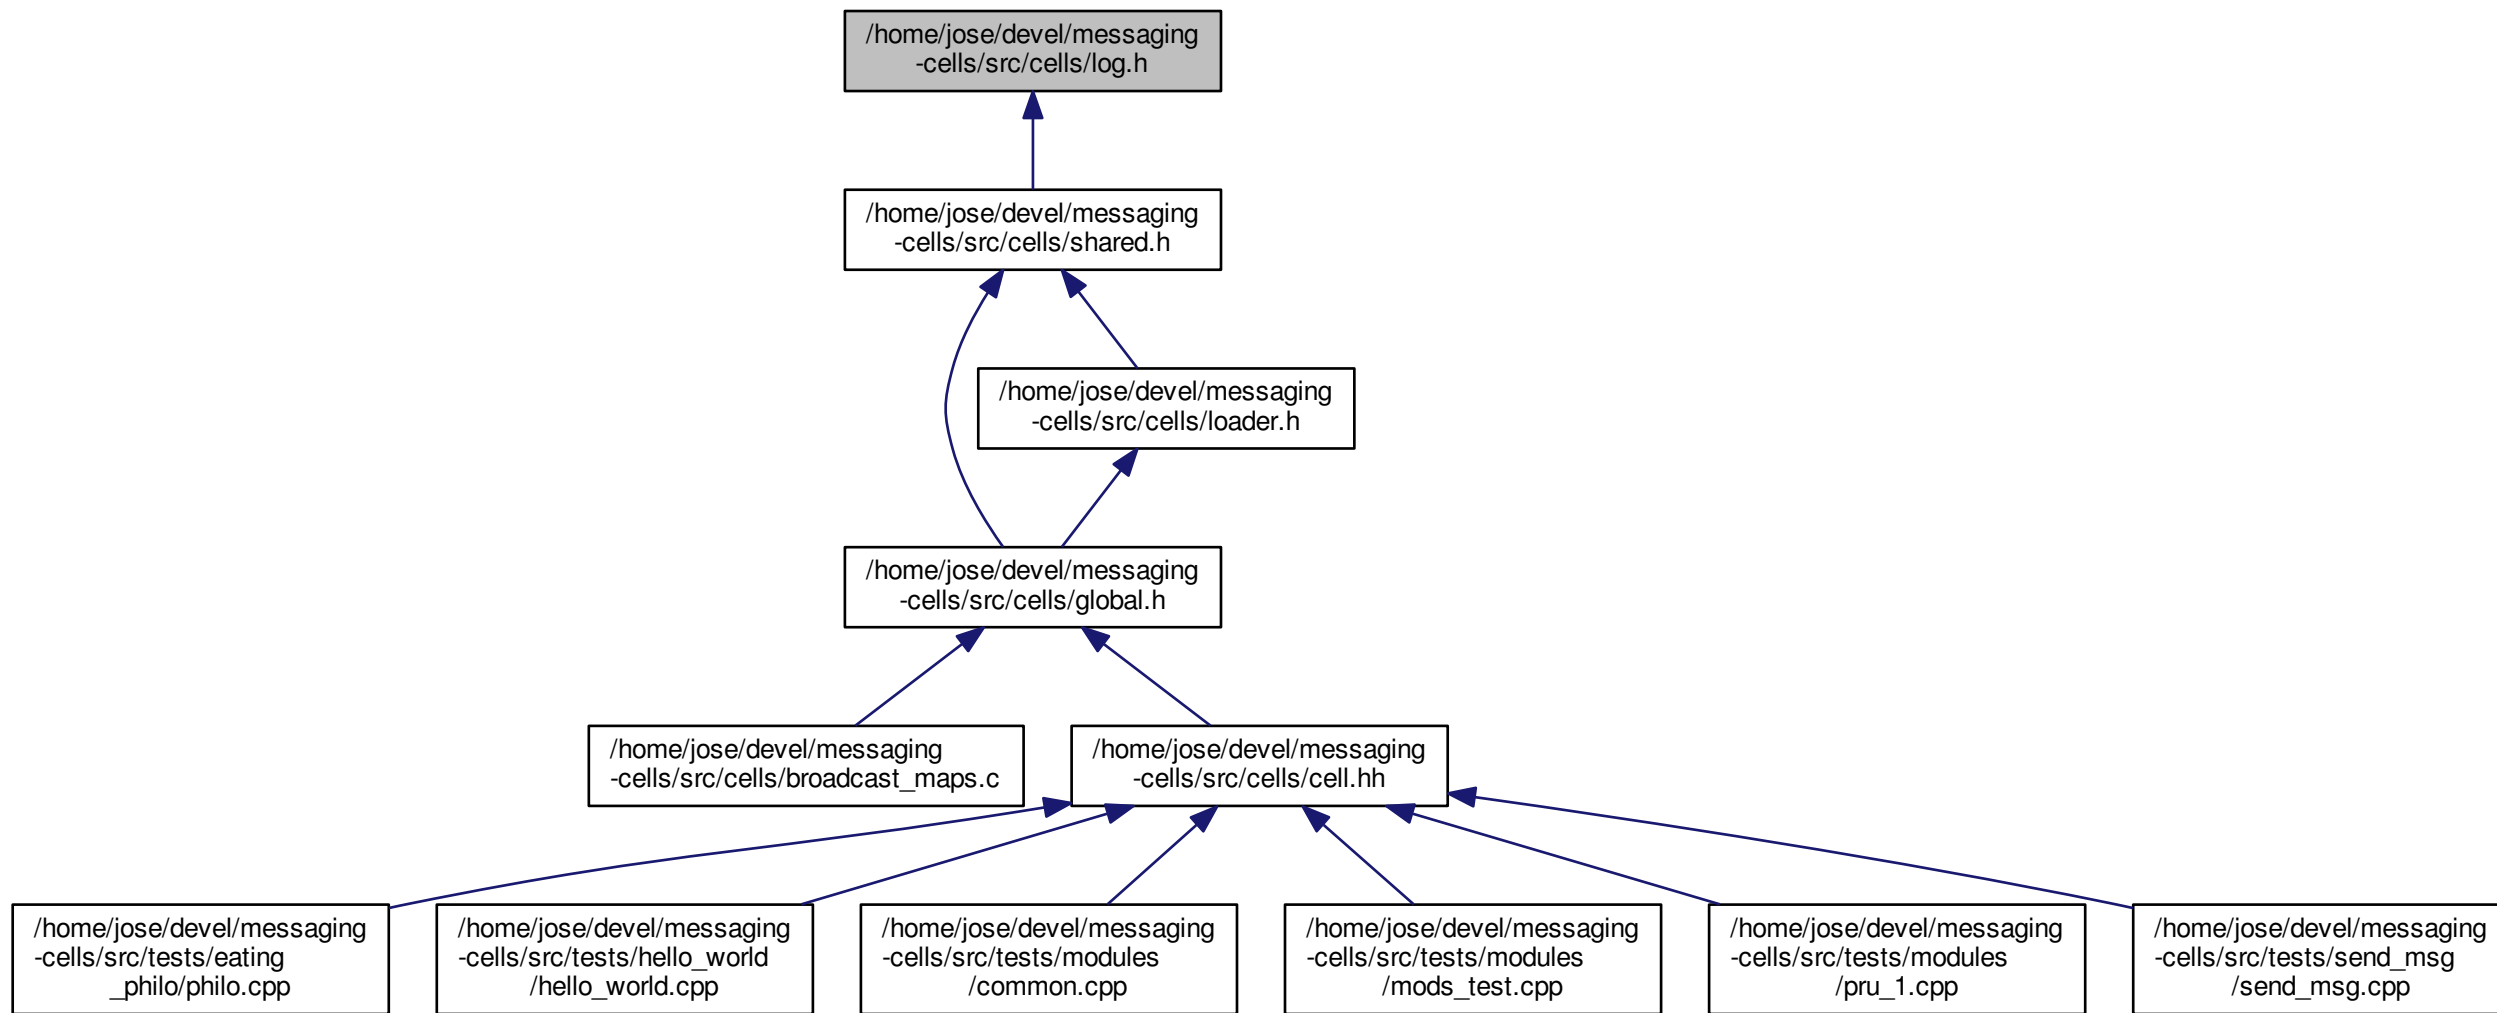 /home/jose/devel/messaging
-cells/src/cells/log.h
/home/jose/devel/messaging
-cells/src/cells/shared.h
/home/jose/devel/messaging
-cells/src/cells/loader.h
/home/jose/devel/messaging
-cells/src/cells/global.h
/home/jose/devel/messaging
-cells/src/cells/broadcast_maps.c
/home/jose/devel/messaging
-cells/src/cells/cell.hh
/home/jose/devel/messaging
-cells/src/tests/eating
_philo/philo.cpp
/home/jose/devel/messaging
-cells/src/tests/hello_world
/hello_world.cpp
/home/jose/devel/messaging
-cells/src/tests/modules
/common.cpp
/home/jose/devel/messaging
-cells/src/tests/modules
/mods_test.cpp
/home/jose/devel/messaging
-cells/src/tests/modules
/pru_1.cpp
/home/jose/devel/messaging
-cells/src/tests/send_msg
/send_msg.cpp